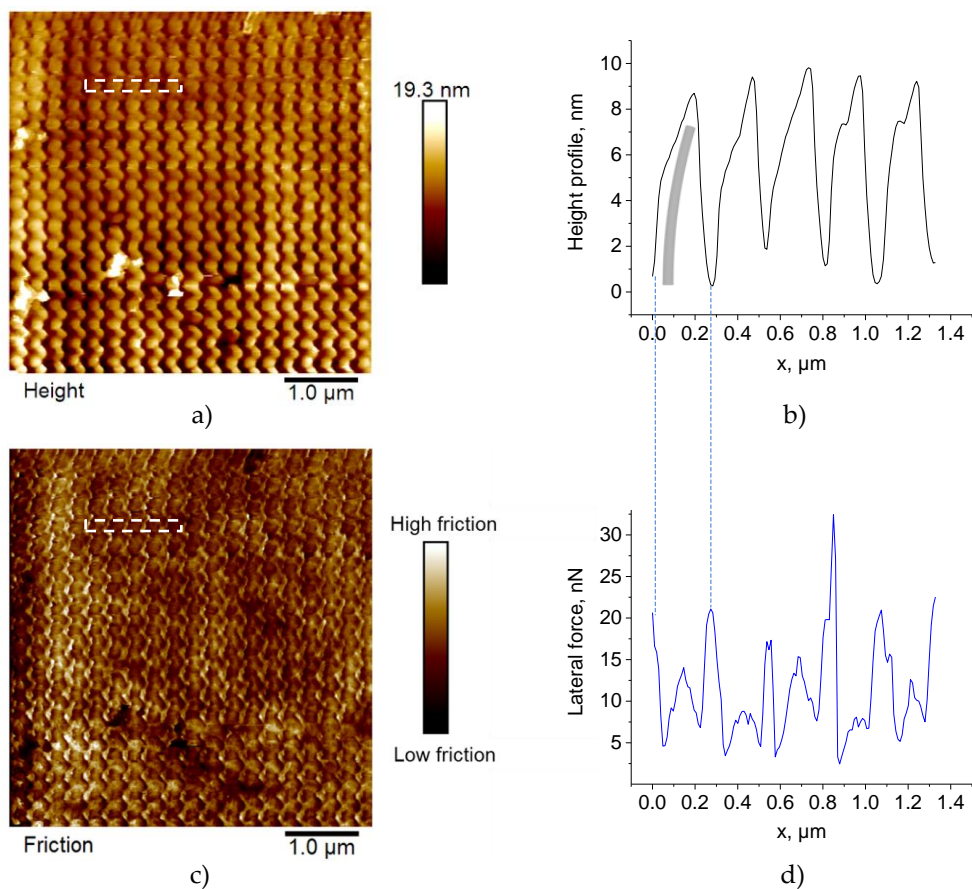 19.3 nm
Height
1.0 µm
a)
10
8
6
4
2
0
Height profile, nm
0.0 0.2 0.4 0.6 0.8 1.0 1.2 1.4
x, µm
b)
High friction
Low friction
Friction
1.0 µm
c)
30
25
20
15
10
5
Lateral force, nN
0.0 0.2 0.4 0.6 0.8 1.0 1.2 1.4
x, µm
d)